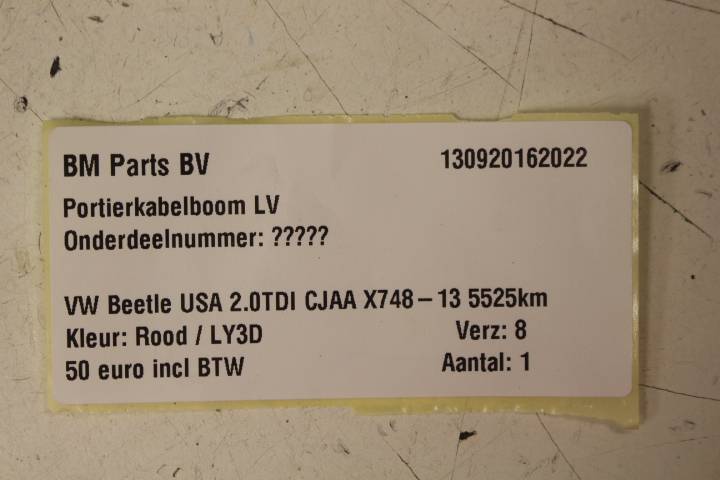 BM Parts BV 130920162022
Portierkabelboom LV
Onderdeelnummer: ?????
VW Beetle USA 2.0TDI CJAA X748-13 5525km
Kleur: Rood / LY3D Verz: 8
50 euro incl BTW Aantal: 1